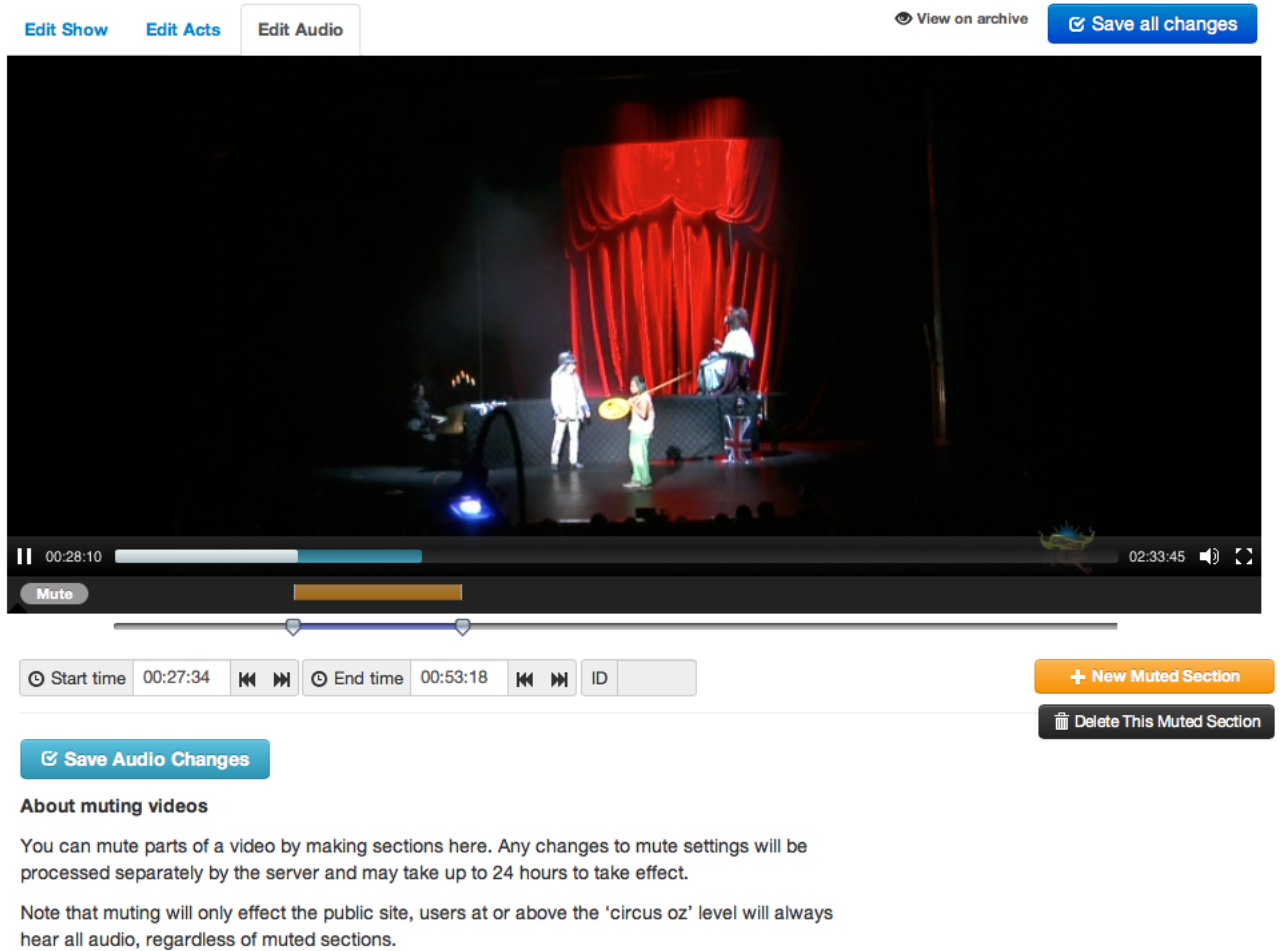 Edit Show Edit Acts Edit Audio View on archive Save all changes
00:28:10 02:33:45
Mute
Start time 00:27:34 End time 00:53:18 ID New Muted Section
Delete This Muted Section
Save Audio Changes
About muting videos
You can mute parts of a video by making sections here. Any changes to mute settings will be
processed separately by the server and may take up to 24 hours to take effect.
Note that muting will only effect the public site, users at or above the ‘circus oz’ level will always
hear all audio, regardless of muted sections.